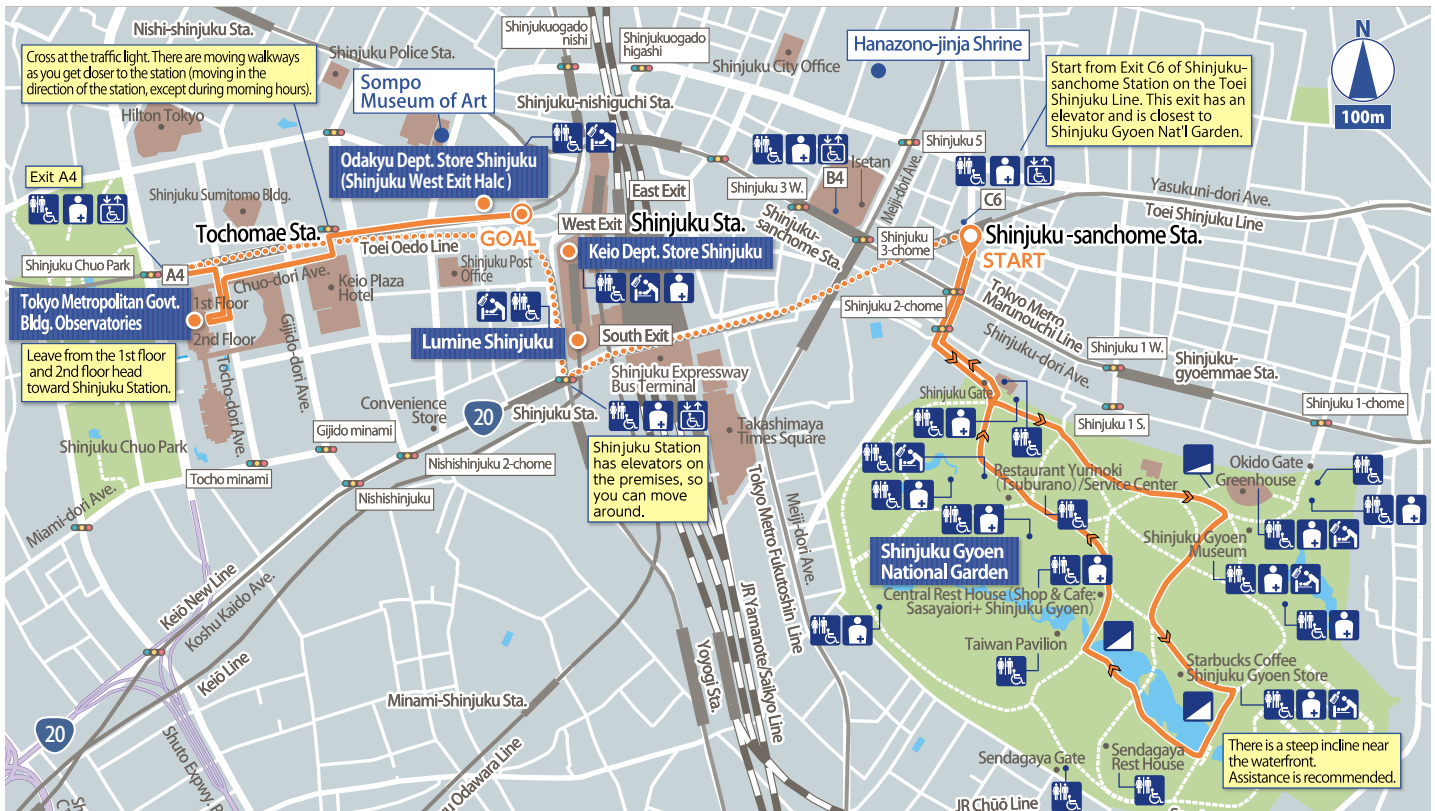 Nishi-shinjuku Sta.
Shinjukuogado
nishi
Shinjukuogado
higashi
Cross at the traffic light. There are moving walkways
as you get closer to the station (moving in the
direction of the station, except during morning hours).
Shinjuku Police Sta.
Sompo
Museum of Art
Shinjuku City Office
Hanazono-jinja Shrine
Start from Exit C6 of Shinjuku-
sanchome Station on the Toei
Shinjuku Line. This exit has an
elevator and is closest to
Shinjuku Gyoen Nat'l Garden.
N
100m
Hilton Tokyo
Shinjuku-nishiguchi Sta.
Odakyu Dept. Store Shinjuku
(Shinjuku West Exit Halc )
Shinjuku 5
Isetan
B4
Meiji-dori Ave.
Exit A4
Shinjuku Sumitomo Bldg.
East Exit
Shinjuku 3 W.
C6
Yasukuni-dori Ave.
Toei Shinjuku Line
Tochomae Sta.
Toei Oedo Line
GOAL
West Exit
Shinjuku Sta.
Shinjuku-
sanchome Sta.
Shinjuku
3-chome
Shinjuku -sanchome Sta.
START
Keio Dept. Store Shinjuku
Shinjuku Chuo Park
A4
Chuo-dori Ave.
Keio Plaza
Hotel
Shinjuku Post
Office
Tokyo Metropolitan Govt.
Bldg. Observatories
1st Floor
2nd Floor
Gijido-dori Ave.
Tocho-dori Ave.
Leave from the 1st floor
and 2nd floor head
toward Shinjuku Station.
Lumine Shinjuku
South Exit
Shinjuku Expressway
Bus Terminal
Shinjuku 2-chome
Tokyo Metro
Marunouchi Line
Shinjuku-dori Ave.
Shinjuku 1 W.
Shinjuku-
gyoemmae Sta.
Shinjuku 1-chome
Shinjuku 1 S.
Shinjuku Gate
Convenience
Store
20
Shinjuku Sta.
Takashimaya
Times Square
Shinjuku Station
has elevators on
the premises, so
you can move
around.
Shinjuku Chuo Park
Gijido minami
Nishishinjuku 2-chome
Tocho minami
Nishishinjuku
Miami-dori Ave.
Restaurant Yurinoki
(Tsuburano) /Service Center
Okido Gate
Greenhouse
Shinjuku Gyoen
Museum
Shinjuku Gyoen
National Garden
Central Rest House (Shop & Cafe:
Sasayaiori+ Shinjuku Gyoen)
Taiwan Pavilion
Starbucks Coffee
Shinjuku Gyoen Store
Tokyo Metro Fukutoshin Line
Meiji-dori Ave.
JR Yamanote/Saikyo Line
Yoyogi Sta.
Keiō New Line
Koshu Kaido Ave.
Keiō Line
Minami-Shinjuku Sta.
20
Shuto Expwy
Odawara Line
Sendagaya Gate
Sendagaya
Rest House
JR Chūō Line
There is a steep incline near
the waterfront.
Assistance is recommended.